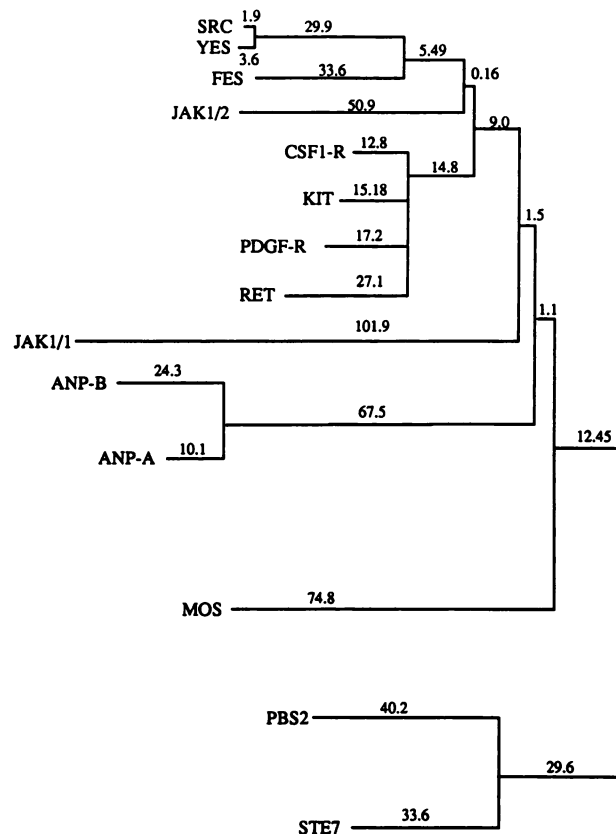 SRC 1.9
29.9
YES
3.6
5.49
FES 33.6
0.16
JAK1/2 50.9
9.0
CSF1-R 12.8
14.8
KIT 15.18
1.5
PDGF-R 17.2
RET 27.1
1.1
JAK1/1 101.9
ANP-B 24.3
67.5
12.45
ANP-A 10.1
MOS 74.8
PBS2 40.2
29.6
STE7 33.6